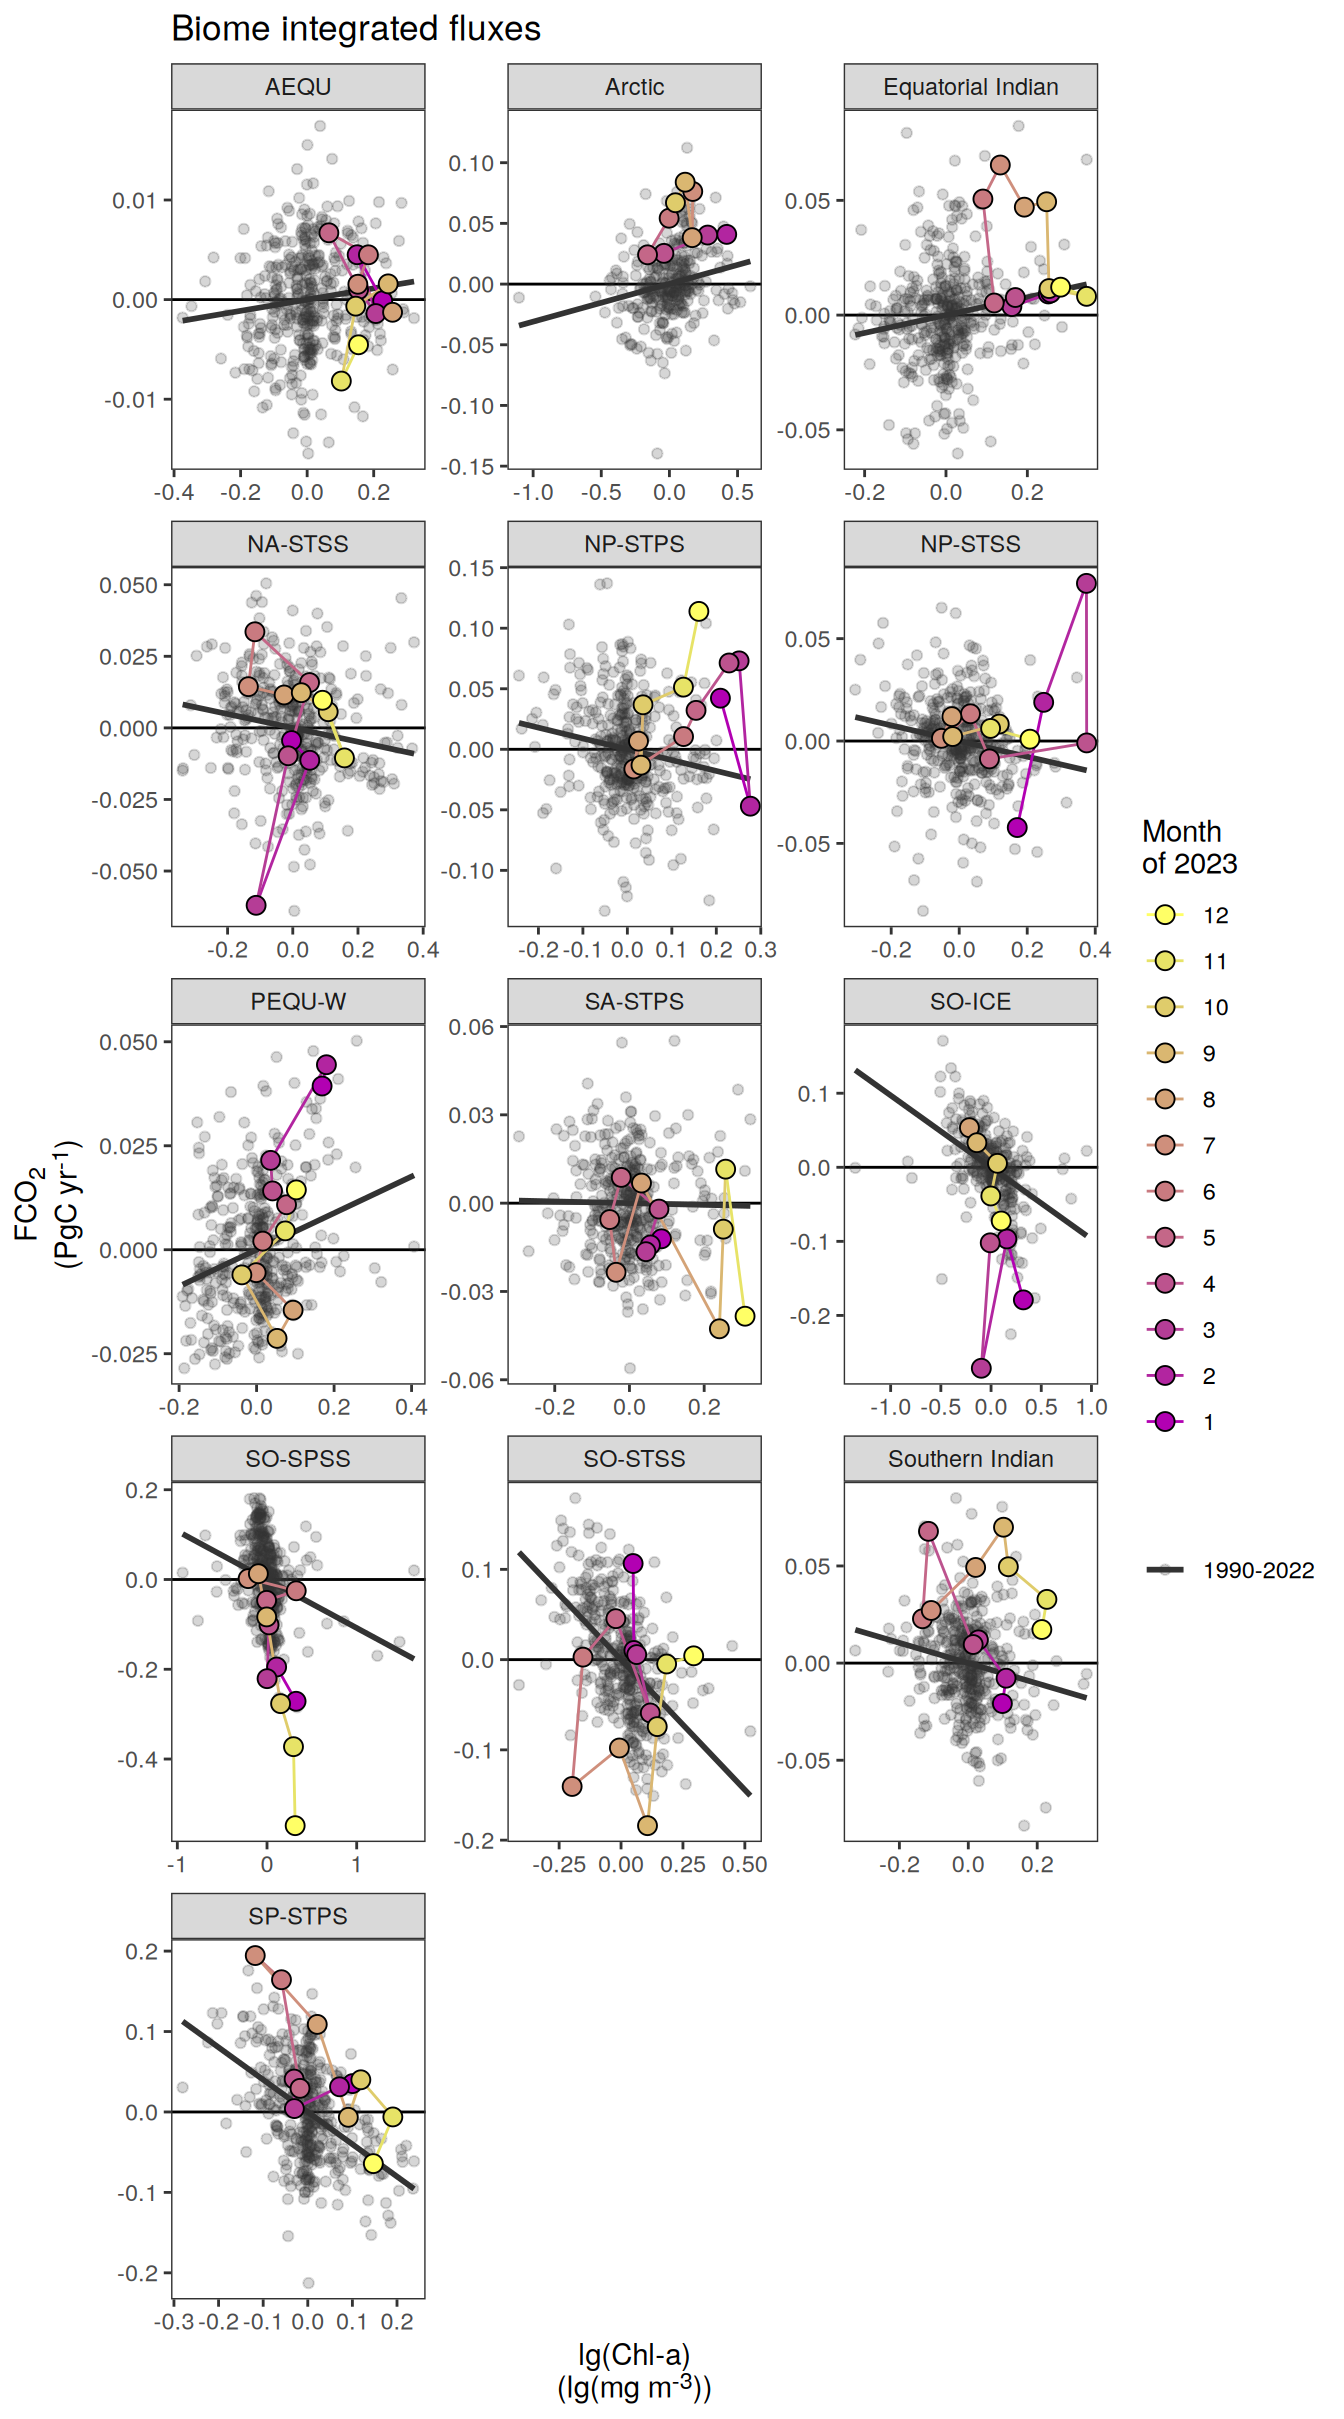 Biome integrated fluxes
AEQU
Arctic
Equatorial Indian
0.01
0.00
-0.01
-0.4 -0.2 0.0 0.2
0.10
0.05
0.00
-0.05
-0.10
-0.15
-1.0 -0.5 0.0 0.5
0.05
0.00
-0.05
-0.2 0.0 0.2
NA-STSS
NP-STPS
NP-STSS
0.050
0.025
0.000
-0.025
-0.050
-0.2 0.0 0.2 0.4
0.15
0.10
0.05
0.00
-0.05
-0.10
-0.2 -0.1 0.0 0.1 0.2 0.3
0.05
0.00
-0.05
-0.2 0.0 0.2 0.4
PEQU-W
SA-STPS
SO-ICE
0.050
0.025
0.000
-0.025
-0.2 0.0 0.2 0.4
0.06
0.03
0.00
-0.03
-0.06
-0.2 0.0 0.2
0.1
0.0
-0.1
-0.2
-1.0 -0.5 0.0 0.5 1.0
SO-SPSS
SO-STSS
Southern Indian
0.2
0.0
-0.2
-0.4
-1 0 1
0.1
0.0
-0.1
-0.2
-0.25 0.00 0.25 0.50
0.05
0.00
-0.05
-0.2 0.0 0.2
SP-STPS
0.2
0.1
0.0
-0.1
-0.2
-0.3 -0.2 -0.1 0.0 0.1 0.2
FCO₂
(PgC yr⁻¹)
lg(Chl-a)
(lg(mg m⁻³))
Month
of 2023
12
11
10
9
8
7
6
5
4
3
2
1
1990-2022